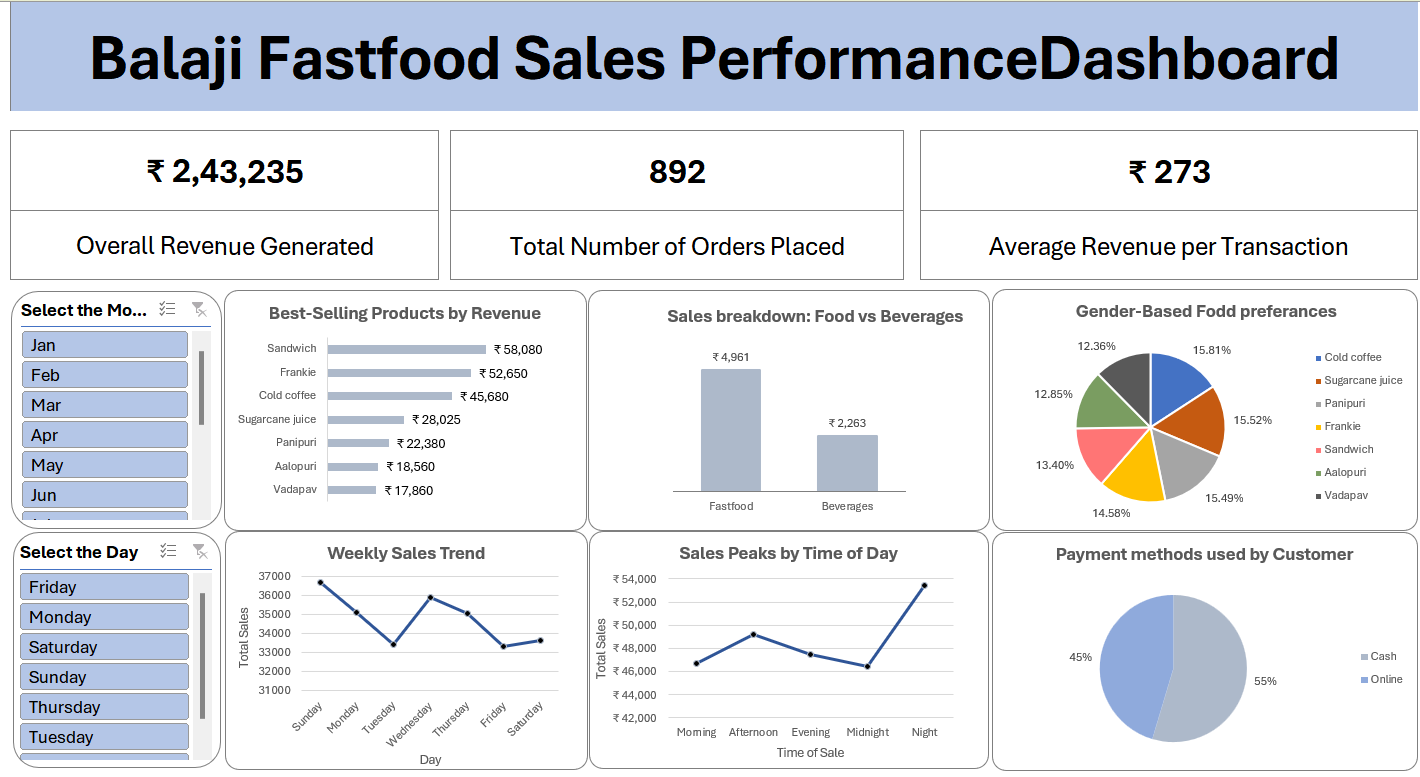 Balaji Fastfood Sales PerformanceDashboard
₹ 2,43,235
Overall Revenue Generated
892
Total Number of Orders Placed
₹ 273
Average Revenue per Transaction
Select the Mo...
Jan
Feb
Mar
Apr
May
Jun
Best-Selling Products by Revenue
Sandwich ₹ 58,080
Frankie ₹ 52,650
Cold coffee ₹ 45,680
Sugarcane juice ₹ 28,025
Panipuri ₹ 22,380
Aalopuri ₹ 18,560
Vadapav ₹ 17,860
Sales breakdown: Food vs Beverages
₹ 4,961
₹ 2,263
Fastfood Beverages
Gender-Based Fodd preferances
15.81%
15.52%
15.49%
14.58%
13.40%
12.85%
12.36%
Cold coffee
Sugarcane juice
Panipuri
Frankie
Sandwich
Aalopuri
Vadapav
Select the Day
Friday
Monday
Saturday
Sunday
Thursday
Tuesday
Weekly Sales Trend
Total Sales
37000
36000
35000
34000
33000
32000
31000
Sunday Monday Tuesday Wednesday Thursday Friday Saturday
Day
Sales Peaks by Time of Day
Total Sales
₹ 54,000
₹ 52,000
₹ 50,000
₹ 48,000
₹ 46,000
₹ 44,000
₹ 42,000
Morning Afternoon Evening Midnight Night
Time of Sale
Payment methods used by Customer
45%
55%
Cash
Online